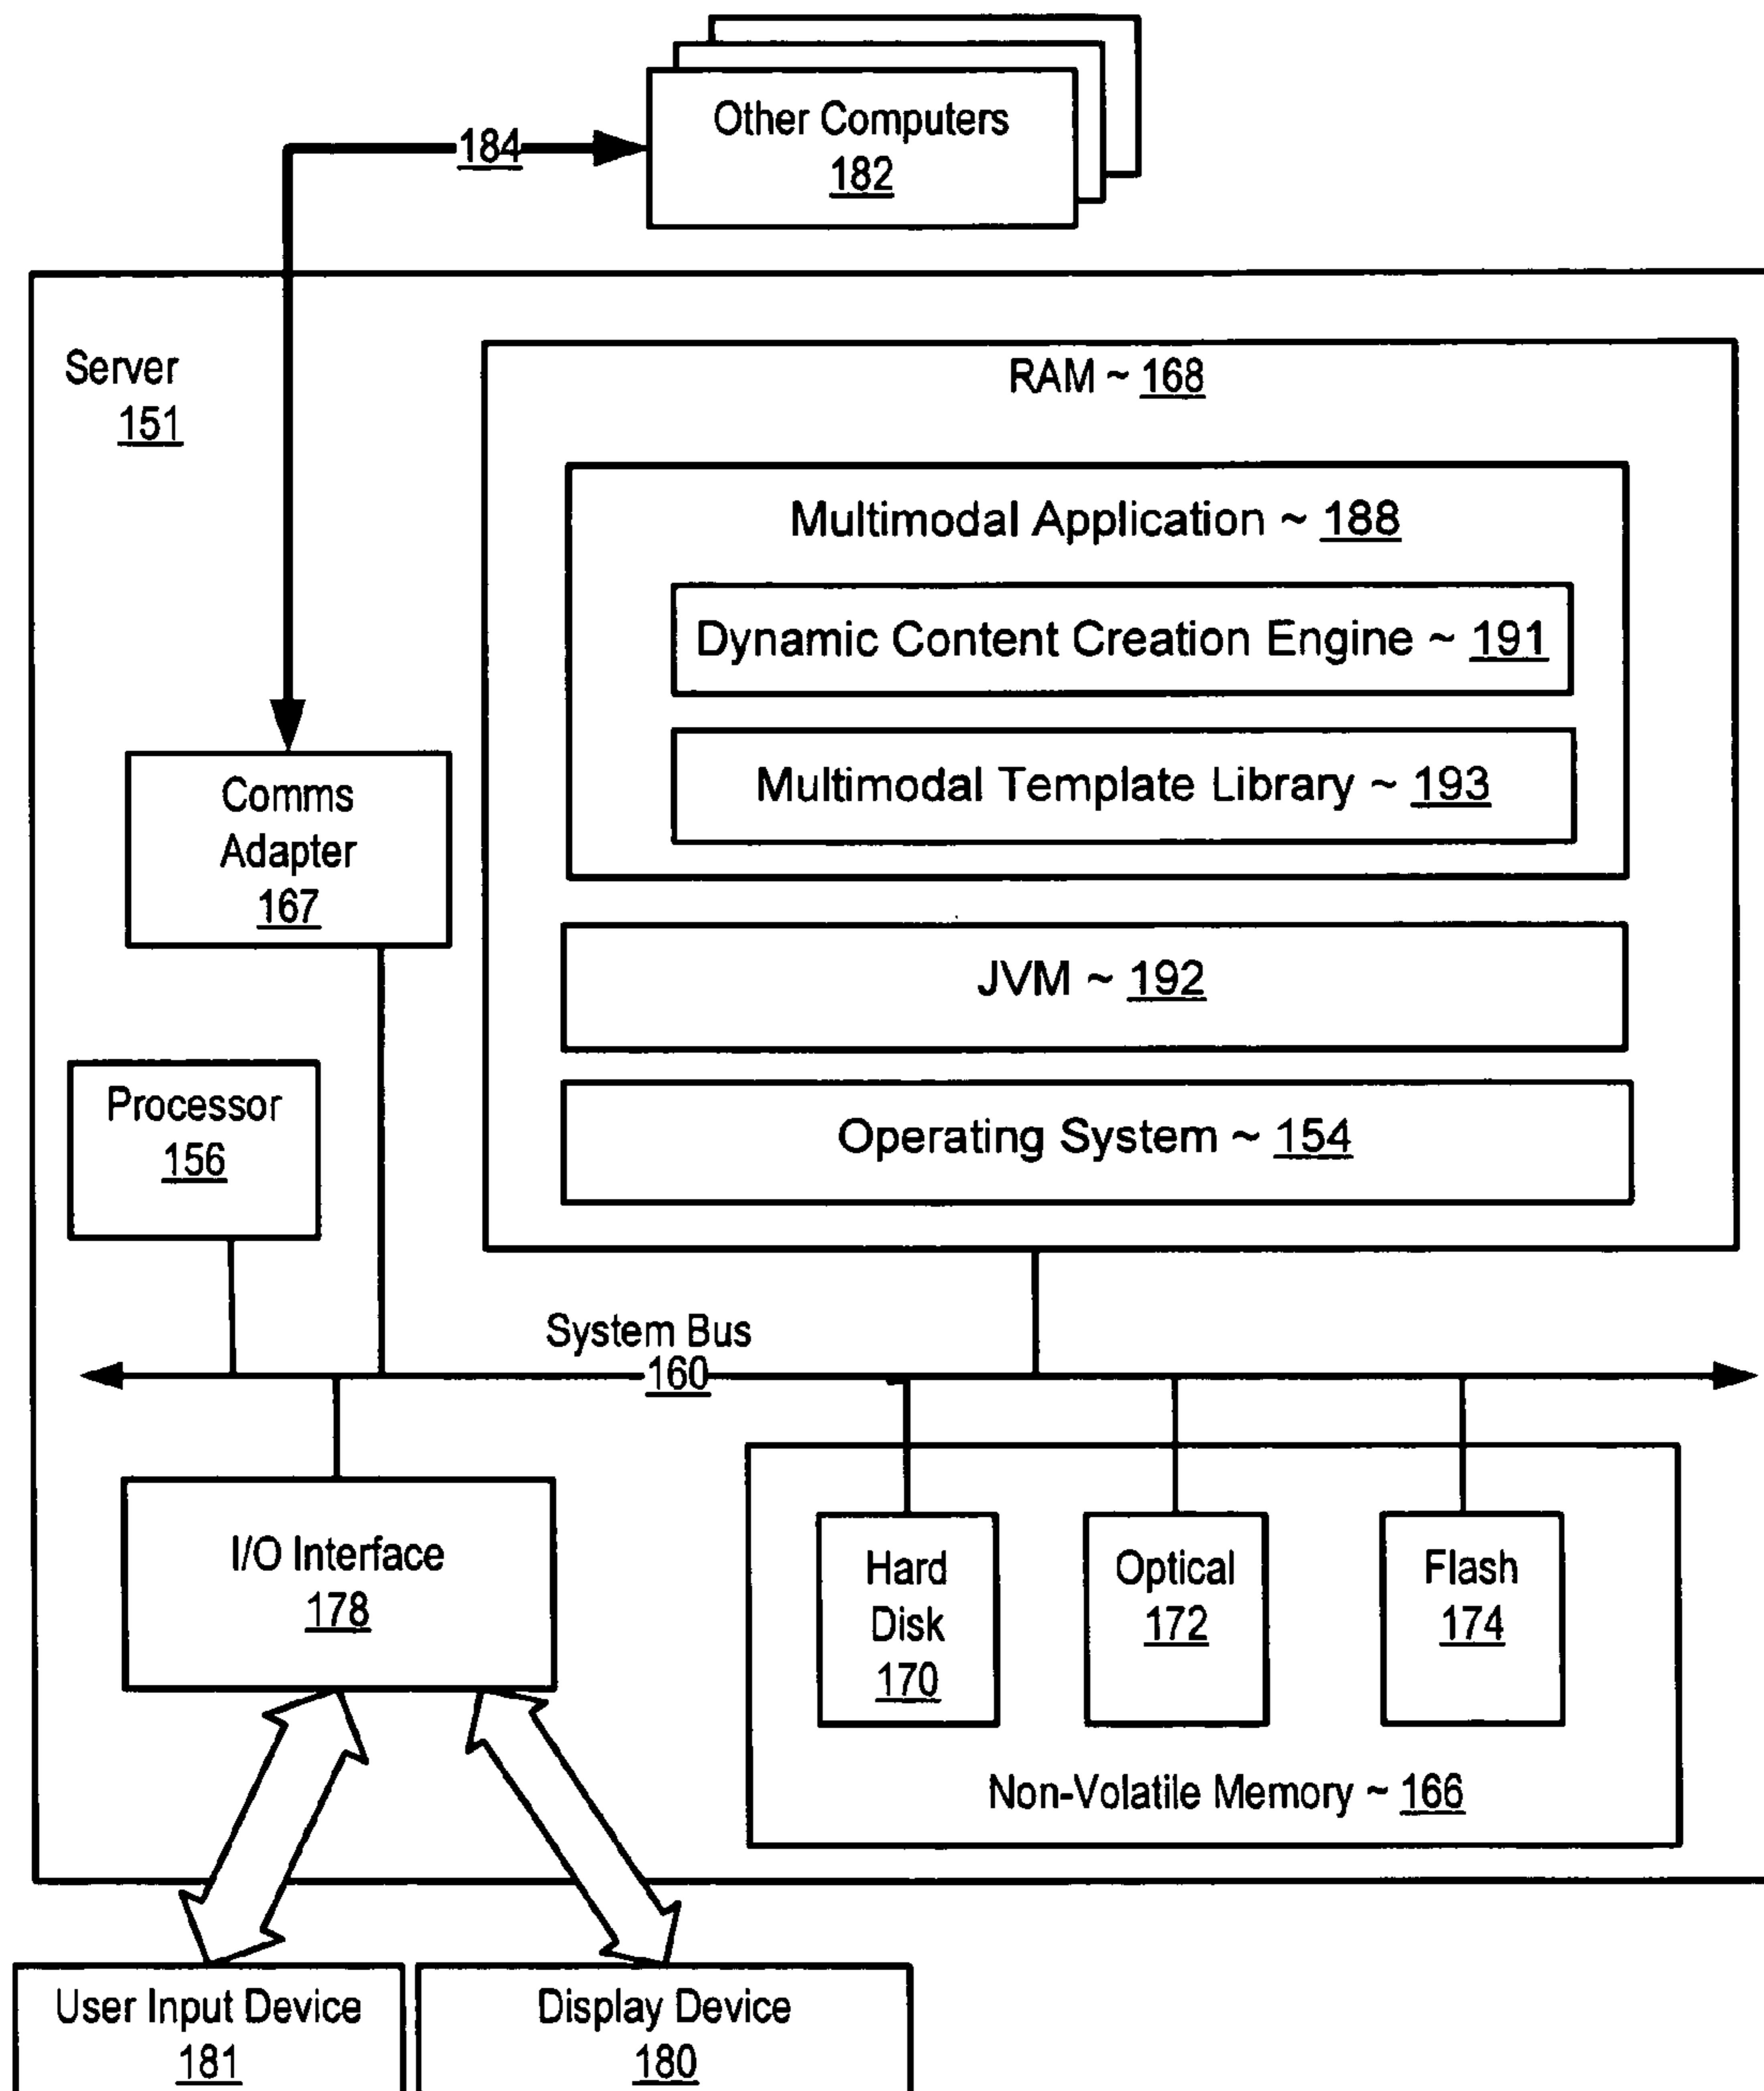 Other Computers
182
184
Server
151
RAM ~ 168
Multimodal Application ~ 188
Dynamic Content Creation Engine ~ 191
Multimodal Template Library ~ 193
Comms
Adapter
167
JVM ~ 192
Processor
156
Operating System ~ 154
System Bus
160
I/O Interface
178
Hard
Disk
170
Optical
172
Flash
174
Non-Volatile Memory ~ 166
User Input Device
181
Display Device
180